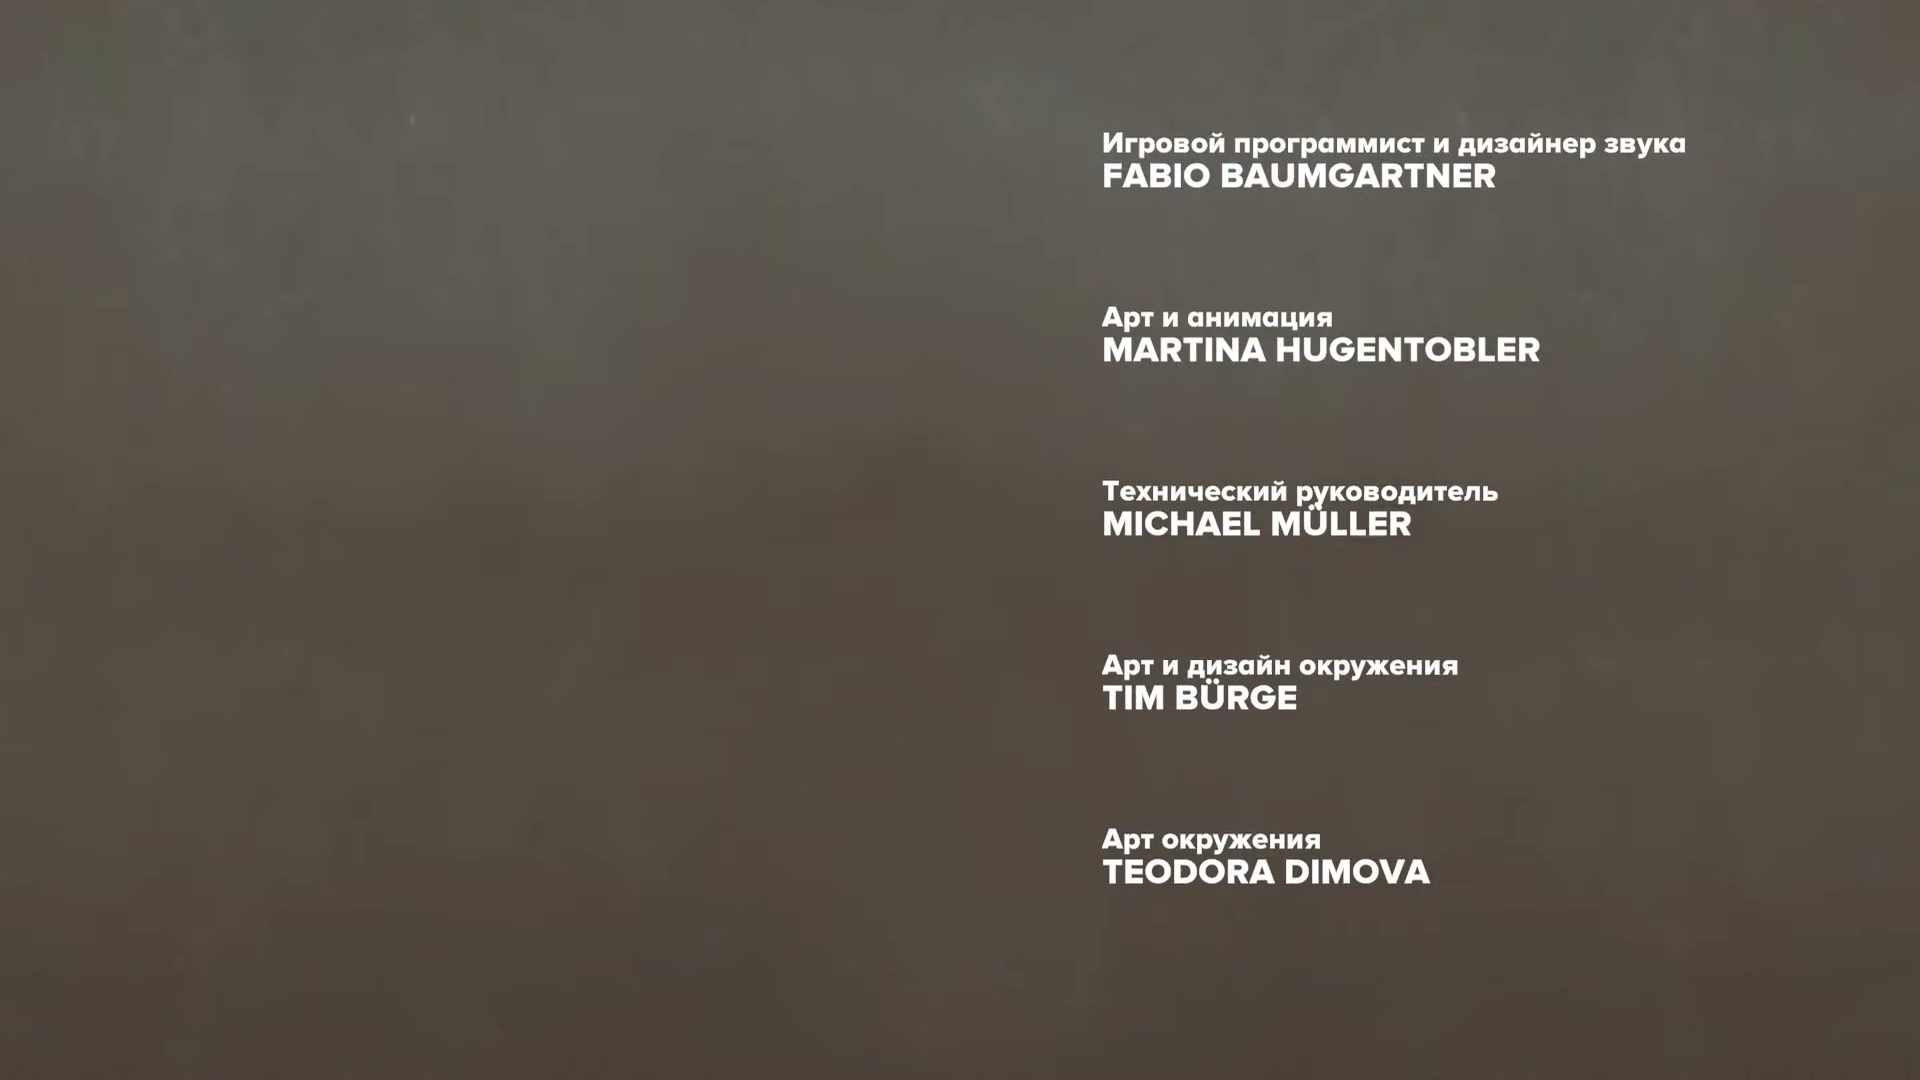 Игровой программист и дизайнер звука
FABIO BAUMGARTNER
Арт и анимация
MARTINA HUGENTOBLER
Технический руководитель
MICHAEL MÜLLER
Арт и дизайн окружения
TIM BÜRGE
Арт окружения
TEODORA DIMOVA